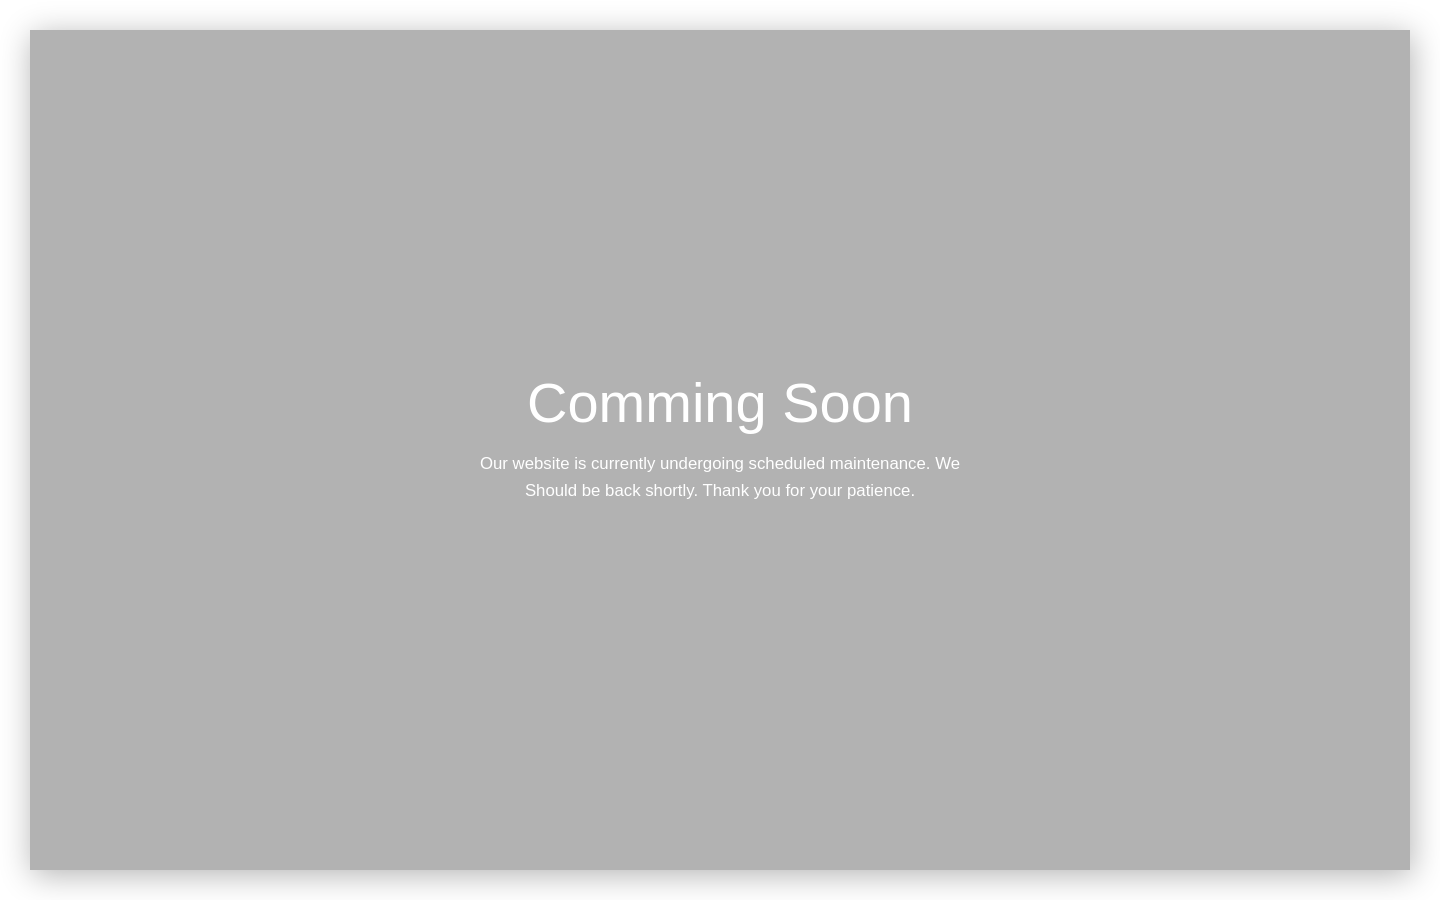 Comming Soon
Our website is currently undergoing scheduled maintenance. We
Should be back shortly. Thank you for your patience.